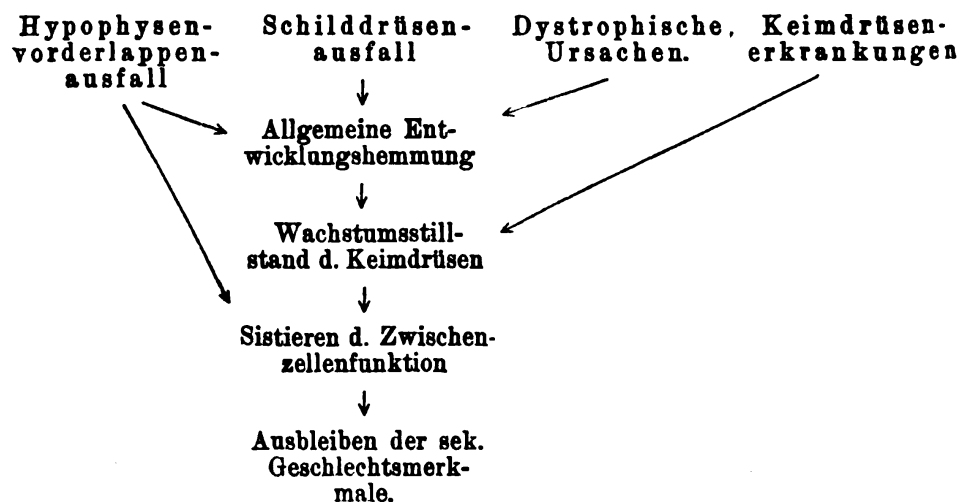 Hypophysen-
vorderlappen-
ausfall
Schilddrüsen-
ausfall
Dystrophische.
Ursachen.
Keimdrüsen-
erkrankungen
Allgemeine Ent-
wicklungshemmung
Wachstumsstill-
stand d. Keimdrüsen
Sistieren d. Zwischen-
zellenfunktion
Ausbleiben der sek.
Geschlechtsmerk-
male.